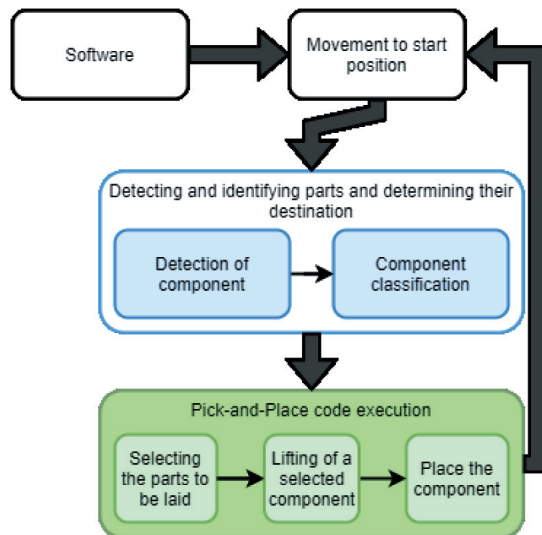 Software
Movement to start
position
Detecting and identifying parts and determining their
destination
Detection of
component
Component
classification
Pick-and-Place code execution
Selecting
the parts to
be laid
Lifting of a
selected
component
Place the
component